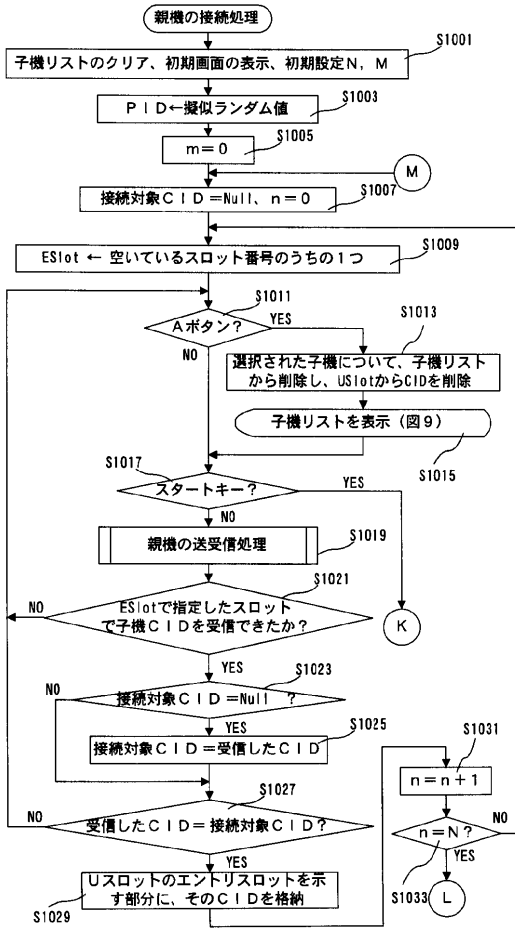 親機の接続処理
S1001
子機リストのクリア、初期画面の表示、初期設定N，M
S1003
PID←擬似ランダム値
S1005
m＝0
M
S1007
接続対象CID＝Null、n＝0
S1009
ESlot ← 空いているスロット番号のうちの1つ
S1011
Aボタン？
YES
NO
S1013
選択された子機について、子機リスト
から削除し、USlotからCIDを削除
子機リストを表示（図9）
S1015
S1017
スタートキー？
YES
NO
親機の送受信処理
S1019
S1021
ESlotで指定したスロット
で子機CIDを受信できたか？
NO
YES
K
S1023
接続対象CID＝Null ？
NO
YES
S1025
接続対象CID＝受信したCID
S1027
受信したCID＝接続対象CID？
NO
YES
Uスロットのエントリスロットを示
す部分に、そのCIDを格納
S1029
S1031
n＝n＋1
n＝N？
NO
YES
S1033
L